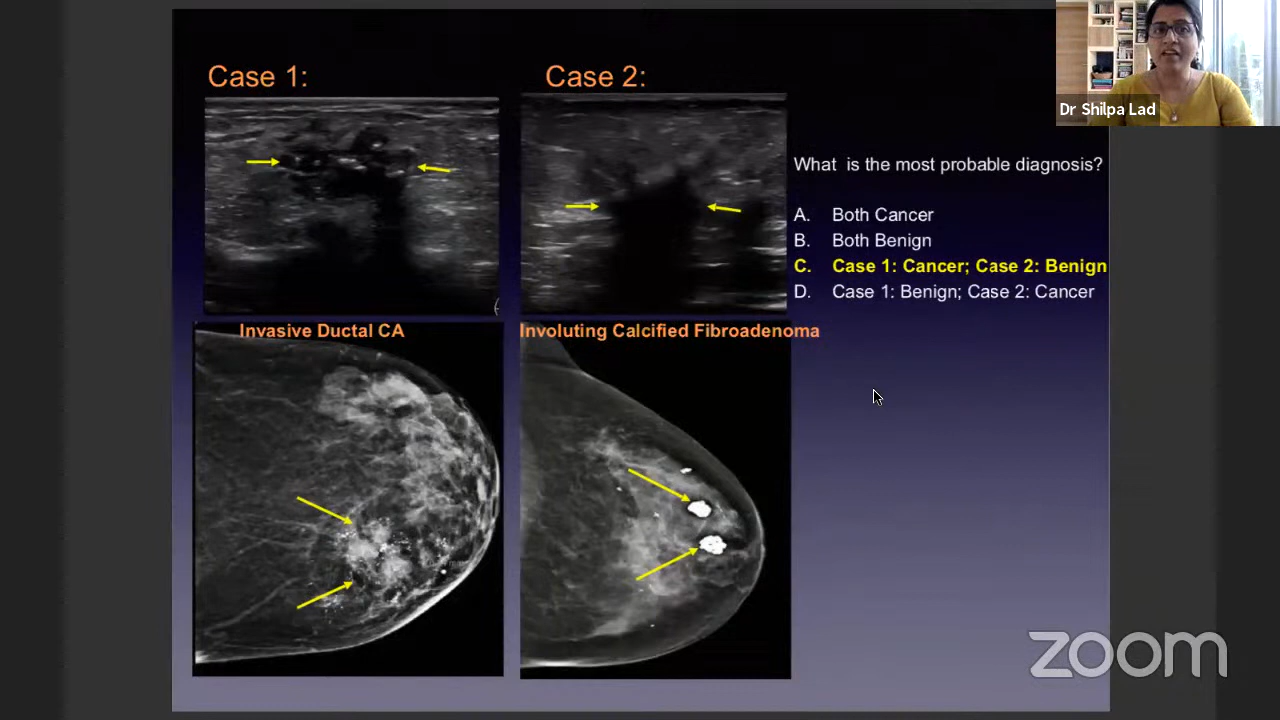 Case 1:
Case 2:
Dr Shilpa Lad
What is the most probable diagnosis?
A. Both Cancer
B. Both Benign
C. Case 1: Cancer; Case 2: Benign
D. Case 1: Benign; Case 2: Cancer
Invasive Ductal CA
Involuting Calcified Fibroadenoma
zoom